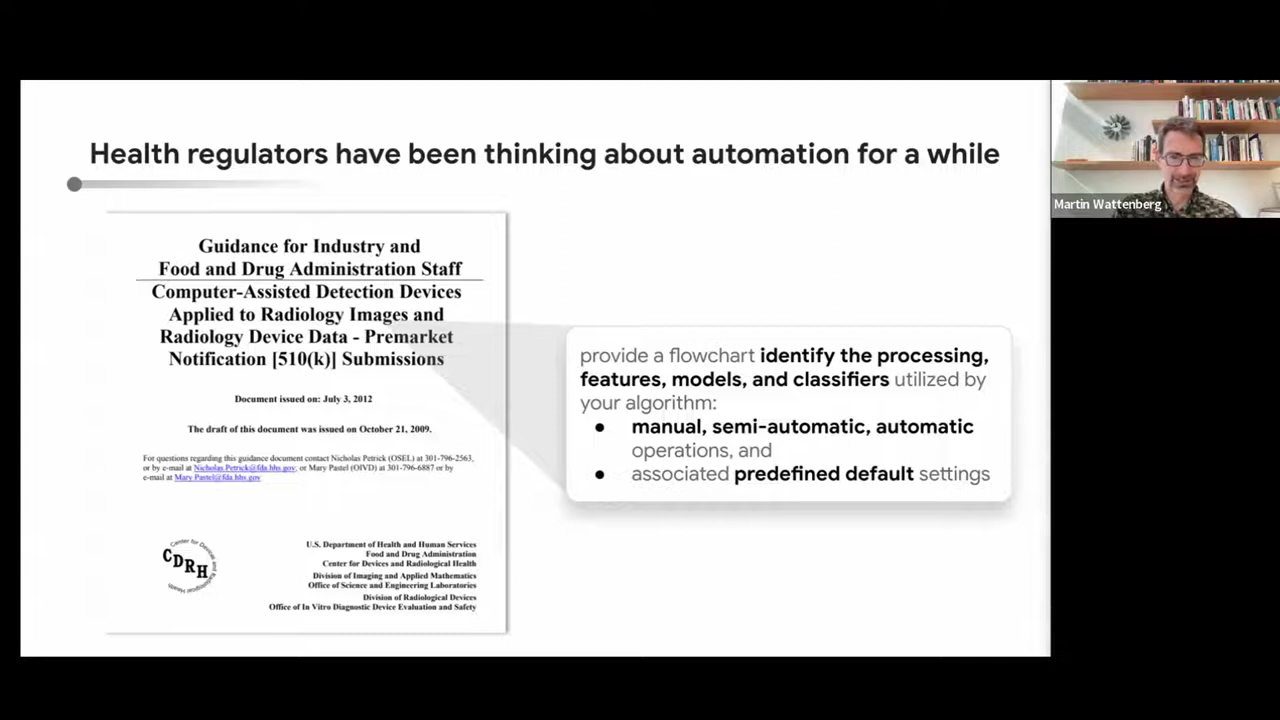 Health regulators have been thinking about automation for a while
Martin Wattenberg
Guidance for Industry and
Food and Drug Administration Staff
Computer-Assisted Detection Devices
Applied to Radiology Images and
Radiology Device Data - Premarket
Notification [510(k)] Submissions
Document issued on: July 3, 2012
The draft of this document was issued on October 21, 2009.
For questions regarding this guidance document contact Nicholas Petrick (OSEL) at 301-796-2563,
or by e-mail at Nicholas.Petrick@fda.hhs.gov; or Mary Pastel (OIVD) at 301-796-6887 or by
e-mail at Mary.Pastel@fda.hhs.gov
CDRH
Center for Devices and Radiological Health
U.S. Department of Health and Human Services
Food and Drug Administration
Center for Devices and Radiological Health
Division of Imaging and Applied Mathematics
Office of Science and Engineering Laboratories
Division of Radiological Devices
Office of In Vitro Diagnostic Device Evaluation and Safety
provide a flowchart identify the processing,
features, models, and classifiers utilized by
your algorithm:
● manual, semi-automatic, automatic
operations, and
● associated predefined default settings